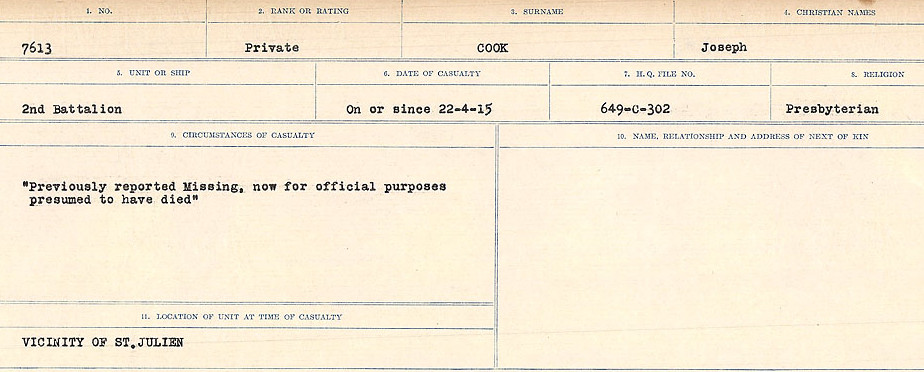 1. NO. 2. RANK OR RATING 3. SURNAME 4. CHRISTIAN NAMES
7613 Private COOK Joseph
5. UNIT OR SHIP 6. DATE OF CASUALTY 7. H.Q. FILE NO. 8. RELIGION
2nd Battalion On or since 22-4-15 649-C-302 Presbyterian
9. CIRCUMSTANCES OF CASUALTY 10. NAME, RELATIONSHIP AND ADDRESS OF NEXT OF KIN
"Previously reported Missing, now for official purposes
presumed to have died"
11. LOCATION OF UNIT AT TIME OF CASUALTY
VICINITY OF ST.JULIEN